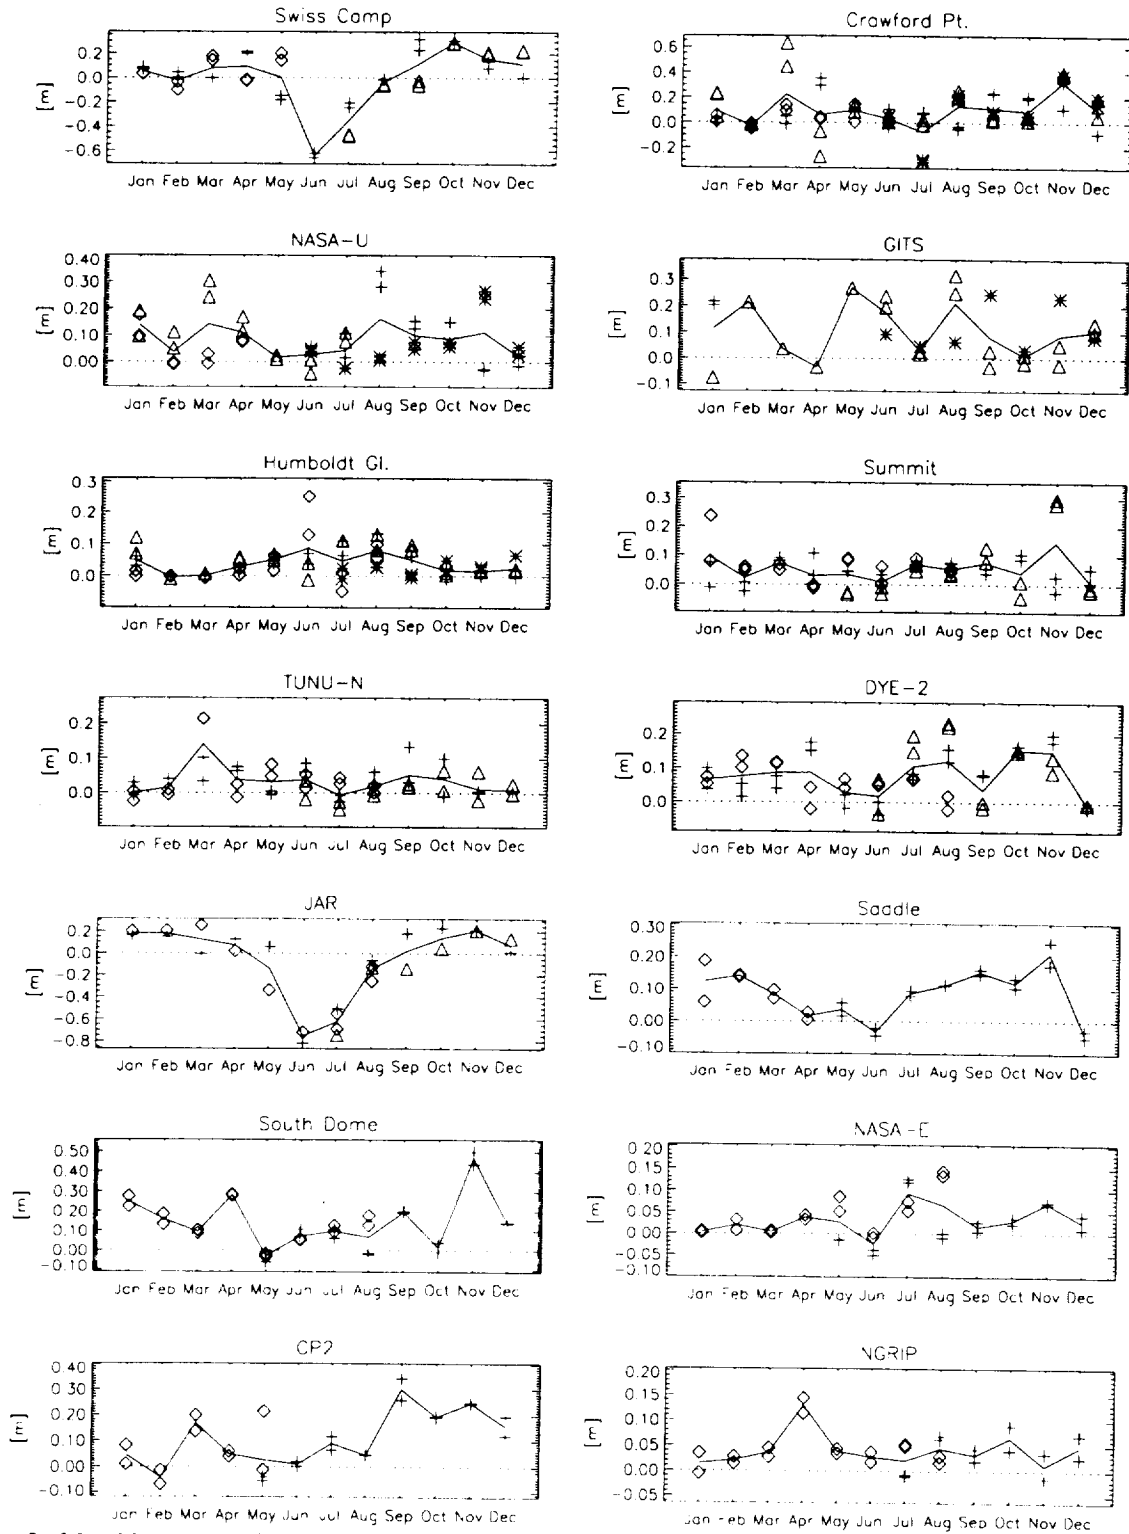 Swiss Camp
[m]
0.2
0.0
-0.2
-0.4
-0.6
Jan Feb Mar Apr May Jun Jul Aug Sep Oct Nov Dec
Crawford Pt.
[m]
0.6
0.4
0.2
0.0
-0.2
Jan Feb Mar Apr May Jun Jul Aug Sep Oct Nov Dec
NASA-U
[m]
0.40
0.30
0.20
0.10
0.00
Jan Feb Mar Apr May Jun Jul Aug Sep Oct Nov Dec
GITS
[m]
0.3
0.2
0.1
0.0
-0.1
Jan Feb Mar Apr May Jun Jul Aug Sep Oct Nov Dec
Humboldt Gl.
[m]
0.3
0.2
0.1
0.0
Jan Feb Mar Apr May Jun Jul Aug Sep Oct Nov Dec
Summit
[m]
0.3
0.2
0.1
0.0
Jan Feb Mar Apr May Jun Jul Aug Sep Oct Nov Dec
TUNU-N
[m]
0.2
0.1
0.0
Jan Feb Mar Apr May Jun Jul Aug Sep Oct Nov Dec
DYE-2
[m]
0.2
0.1
0.0
Jan Feb Mar Apr May Jun Jul Aug Sep Oct Nov Dec
JAR
[m]
0.2
0.0
-0.2
-0.4
-0.6
-0.8
Jan Feb Mar Apr May Jun Jul Aug Sep Oct Nov Dec
Saddle
[m]
0.30
0.20
0.10
0.00
-0.10
Jan Feb Mar Apr May Jun Jul Aug Sep Oct Nov Dec
South Dome
[m]
0.50
0.40
0.30
0.20
0.10
0.00
-0.10
Jan Feb Mar Apr May Jun Jul Aug Sep Oct Nov Dec
NASA-E
[m]
0.20
0.15
0.10
0.05
0.00
-0.05
-0.10
Jan Feb Mar Apr May Jun Jul Aug Sep Oct Nov Dec
CP2
[m]
0.40
0.30
0.20
0.10
0.00
-0.10
Jan Feb Mar Apr May Jun Jul Aug Sep Oct Nov Dec
NGRIP
[m]
0.20
0.15
0.10
0.05
0.00
-0.05
Jan Feb Mar Apr May Jun Jul Aug Sep Oct Nov Dec